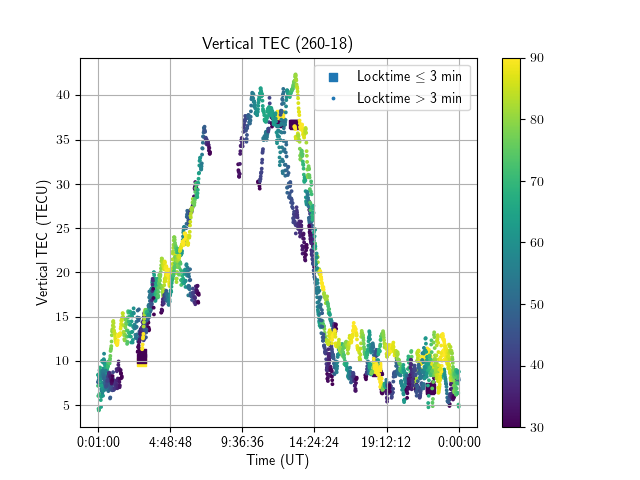 Vertical TEC (260-18)
Locktime ≤ 3 min
Locktime > 3 min
Vertical TEC (TECU)
40
35
30
25
20
15
10
5
0:01:00 4:48:48 9:36:36 14:24:24 19:12:12 0:00:00
Time (UT)
90
80
70
60
50
40
30